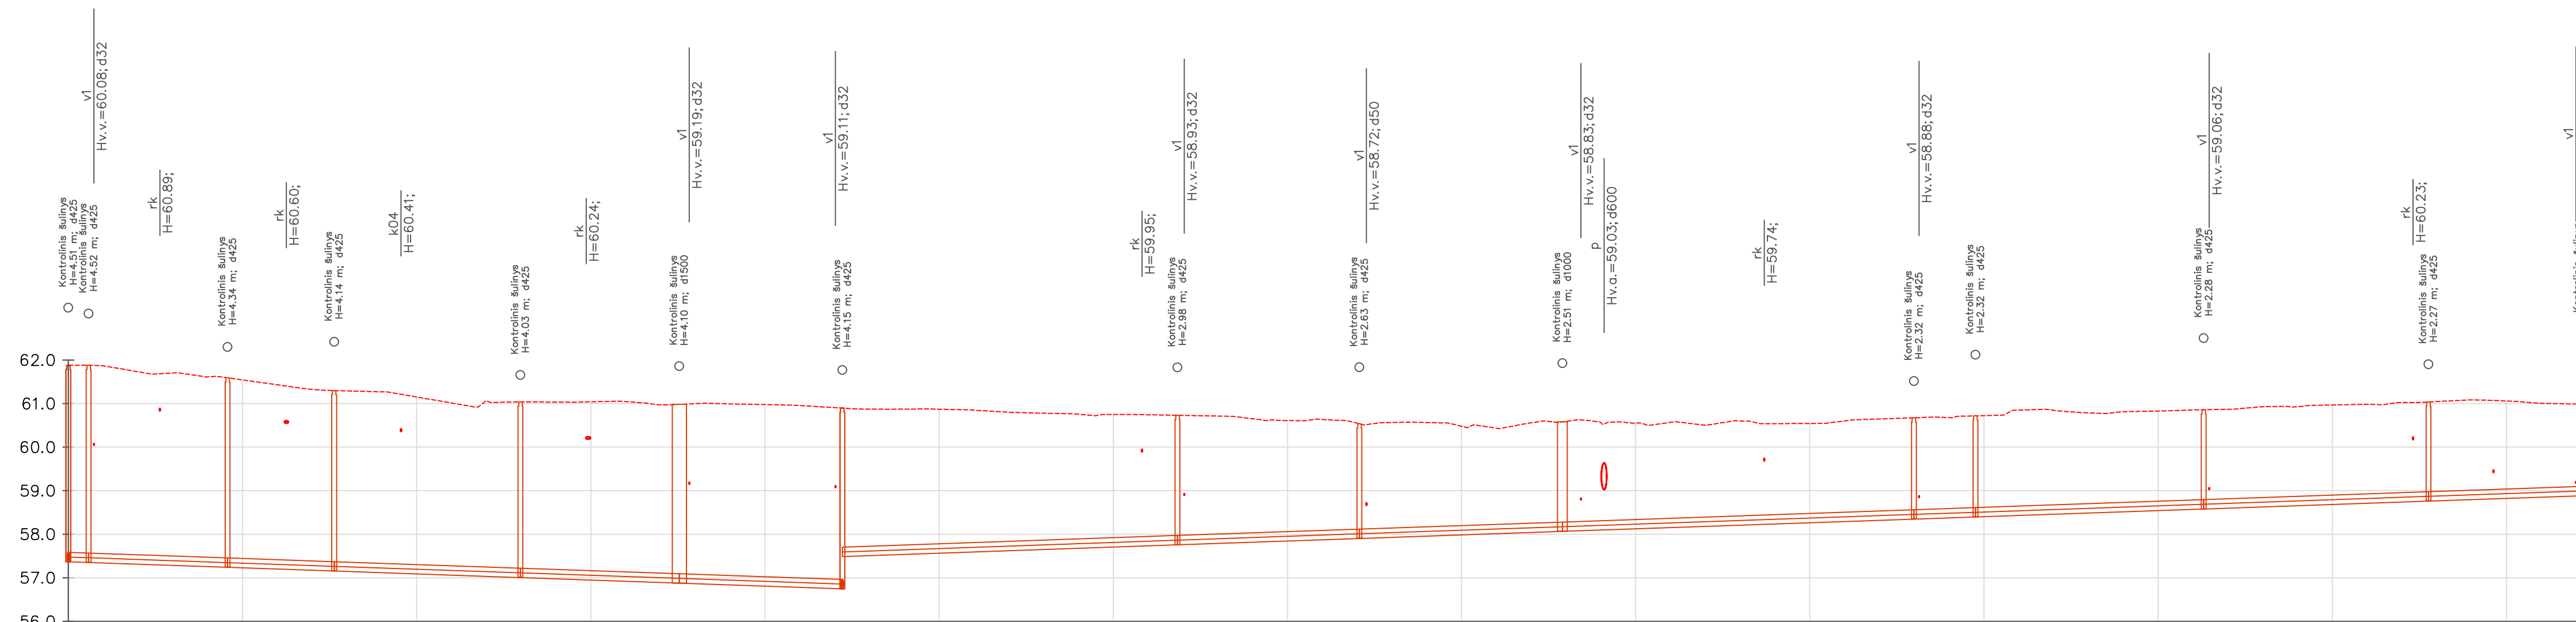 v1
Hv.v.=60.08; d32
Kontrolinis šulinys
H=4.51 m; d425
Kontrolinis šulinys
H=4.52 m; d425
rk
H=60.89;
Kontrolinis šulinys
H=4.34 m; d425
rk
H=60.60;
Kontrolinis šulinys
H=4.14 m; d425
k04
H=60.41;
Kontrolinis šulinys
H=4.03 m; d425
rk
H=60.24;
Kontrolinis šulinys
H=4.10 m; d1500
v1
Hv.v.=59.19; d32
v1
Hv.v.=59.11; d32
Kontrolinis šulinys
H=4.15 m; d425
rk
H=59.95;
v1
Hv.v.=58.93; d32
Kontrolinis šulinys
H=2.98 m; d425
v1
Hv.v.=58.72; d50
Kontrolinis šulinys
H=2.63 m; d425
v1
Hv.v.=58.83; d32
Kontrolinis šulinys
H=2.51 m; d1000
p
Hv.a.=59.03; d600
rk
H=59.74;
v1
Hv.v.=58.88; d32
Kontrolinis šulinys
H=2.32 m; d425
Kontrolinis šulinys
H=2.32 m; d425
v1
Hv.v.=59.06; d32
Kontrolinis šulinys
H=2.28 m; d425
rk
H=60.23;
Kontrolinis šulinys
H=2.27 m; d425
v1
62.0
61.0
60.0
59.0
58.0
57.0
56.0